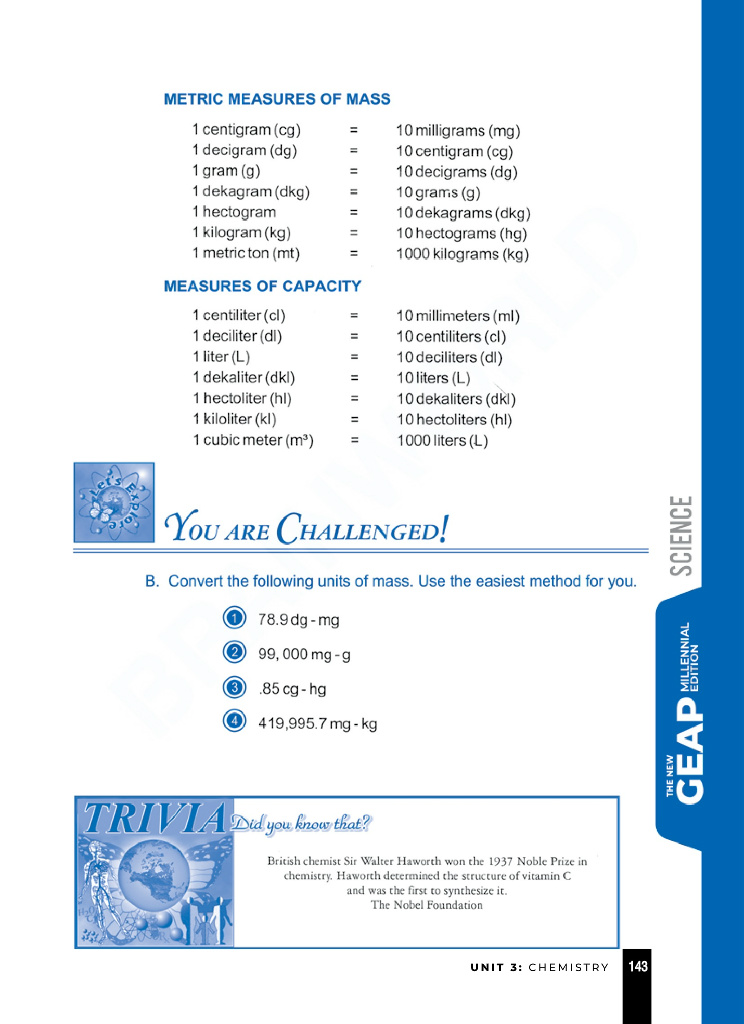 METRIC MEASURES OF MASS
1 centigram (cg) = 10 milligrams (mg)
1 decigram (dg) = 10 centigram (cg)
1 gram (g) = 10 decigrams (dg)
1 dekagram (dkg) = 10 grams (g)
1 hectogram = 10 dekagrams (dkg)
1 kilogram (kg) = 10 hectograms (hg)
1 metric ton (mt) = 1000 kilograms (kg)
MEASURES OF CAPACITY
1 centiliter (cl) = 10 millimeters (ml)
1 deciliter (dl) = 10 centiliters (cl)
1 liter (L) = 10 deciliters (dl)
1 dekaliter (dkl) = 10 liters (L)
1 hectoliter (hl) = 10 dekaliters (dkl)
1 kiloliter (kl) = 10 hectoliters (hl)
1 cubic meter (m³) = 1000 liters (L)
Let's Explore
YOU ARE CHALLENGED!
B. Convert the following units of mass. Use the easiest method for you.
1 78.9 dg - mg
2 99, 000 mg - g
3 .85 cg - hg
4 419,995.7 mg - kg
SCIENCE
THE NEW
GEAP
MILLENNIAL
EDITION
TRIVIA Did you know that?
British chemist Sir Walter Haworth won the 1937 Noble Prize in
chemistry. Haworth determined the structure of vitamin C
and was the first to synthesize it.
The Nobel Foundation
UNIT 3: CHEMISTRY 143